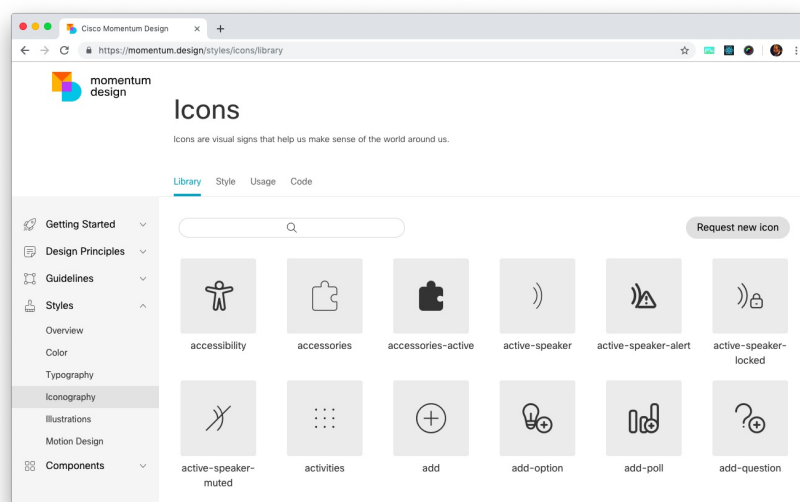 Cisco Momentum Design
https://momentum.design/styles/icons/library
momentum
design
Icons
Icons are visual signs that help us make sense of the world around us.
Library Style Usage Code
Getting Started
Design Principles
Guidelines
Styles
Overview
Color
Typography
Iconography
Illustrations
Motion Design
Components
Request new icon
accessibility
accessories
accessories-active
active-speaker
active-speaker-alert
active-speaker-
locked
active-speaker-
muted
activities
add
add-option
add-poll
add-question